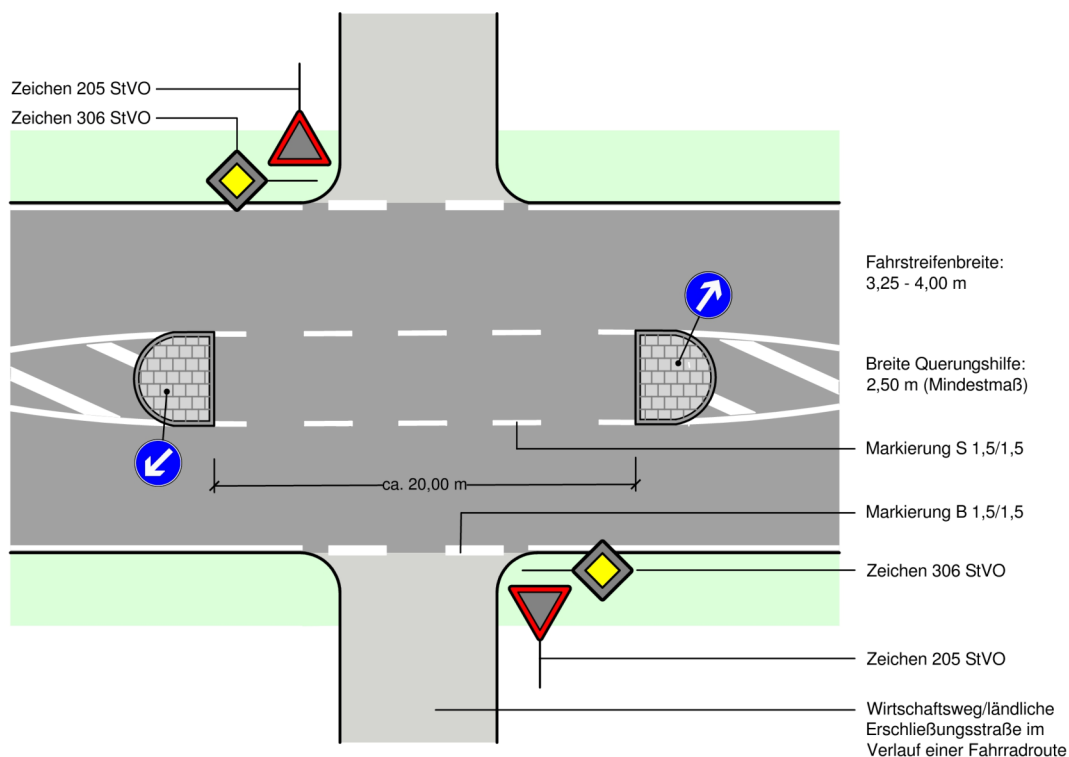 Zeichen 205 StVO
Zeichen 306 StVO
Fahrstreifenbreite:
3,25 - 4,00 m
Breite Querungshilfe:
2,50 m (Mindestmaß)
Markierung S 1,5/1,5
ca. 20,00 m
Markierung B 1,5/1,5
Zeichen 306 StVO
Zeichen 205 StVO
Wirtschaftsweg/ländliche
Erschließungsstraße im
Verlauf einer Fahrradroute